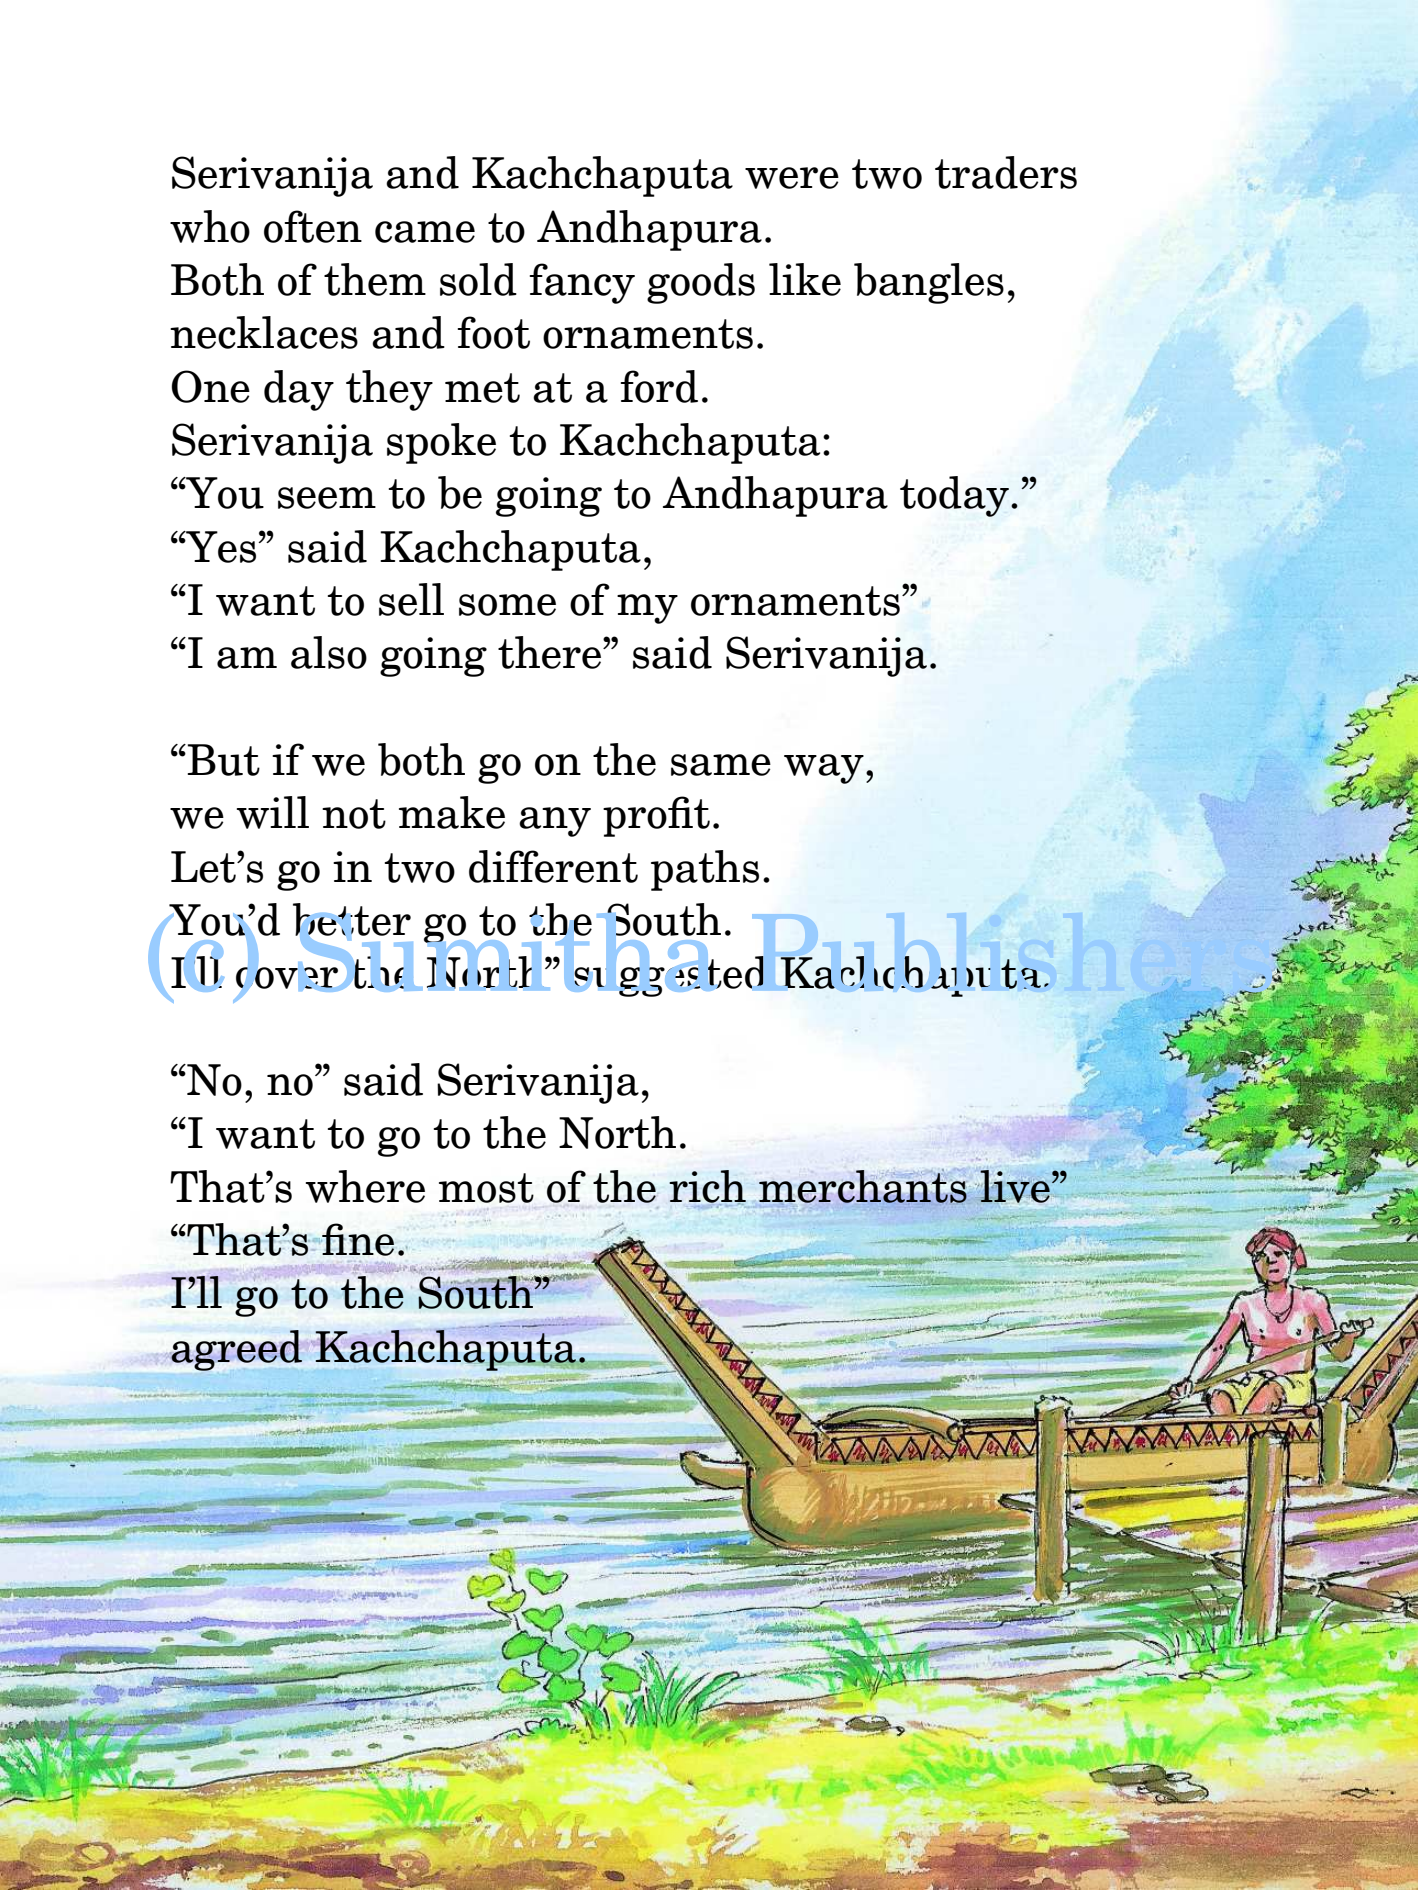 Serivanija and Kachchaputa were two traders
who often came to Andhapura.
Both of them sold fancy goods like bangles,
necklaces and foot ornaments.
One day they met at a ford.
Serivanija spoke to Kachchaputa:
“You seem to be going to Andhapura today.”
“Yes” said Kachchaputa,
“I want to sell some of my ornaments”
“I am also going there” said Serivanija.
“But if we both go on the same way,
we will not make any profit.
Let’s go in two different paths.
You’d better go to the South.
(c) Sumitha Publishers
I'll cover the North” suggested Kachchaputa.
“No, no” said Serivanija,
“I want to go to the North.
That’s where most of the rich merchants live”
“That’s fine.
I’ll go to the South”
agreed Kachchaputa.